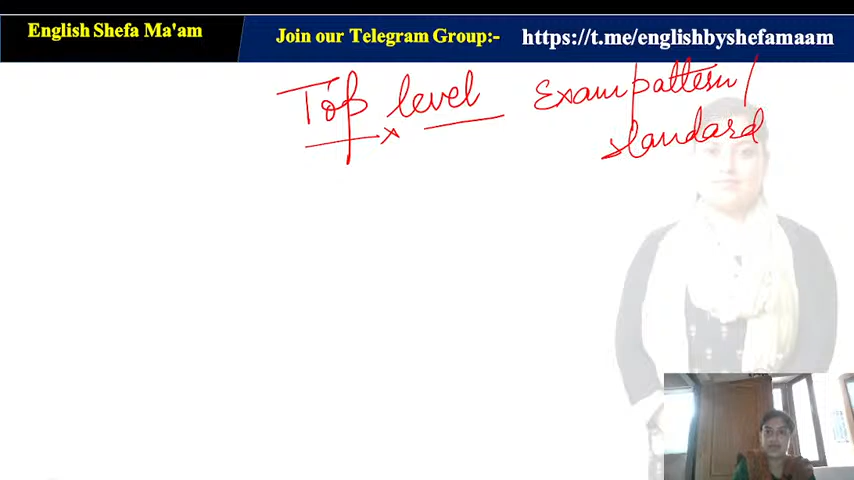 English Shefa Ma'am
Join our Telegram Group:- https://t.me/englishbyshefamaam
Top level Exam pattern /
standard